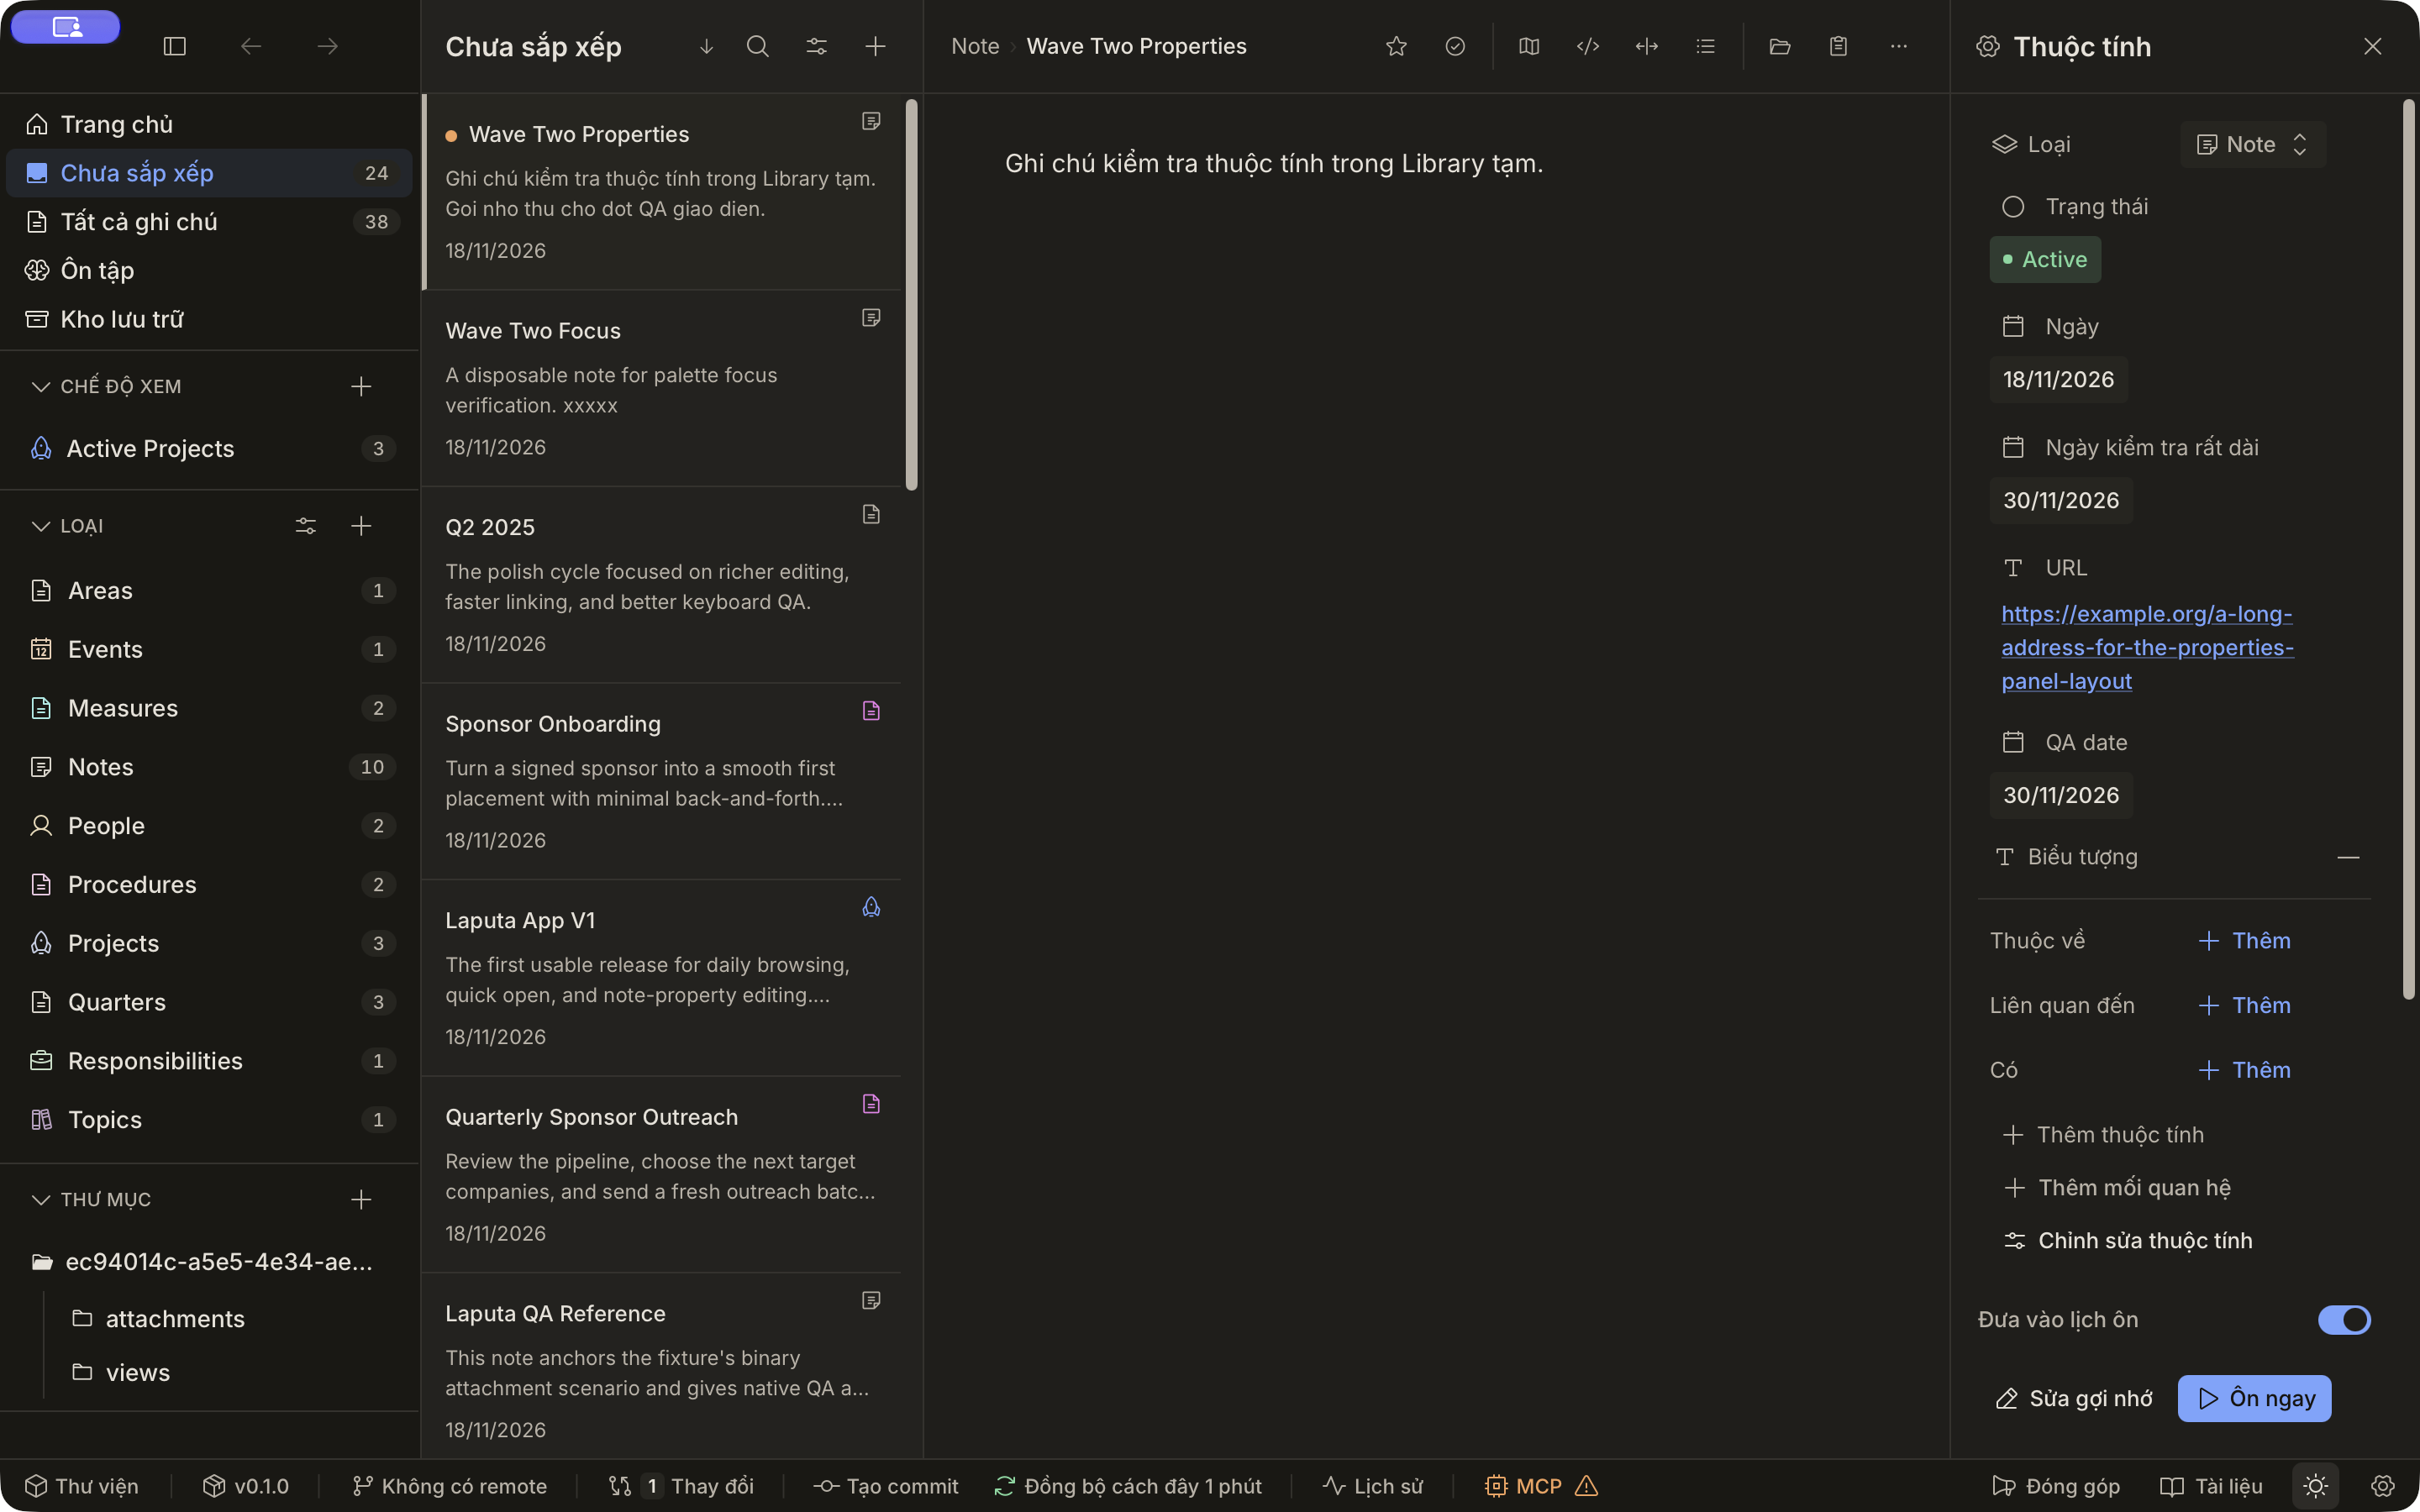 Trang chủ
Chưa sắp xếp
24
Tất cả ghi chú
38
Ôn tập
Kho lưu trữ
CHẾ ĐỘ XEM
Active Projects
3
LOẠI
Areas
1
12
Events
1
Measures
2
Notes
10
People
2
Procedures
2
Projects
3
Quarters
3
Responsibilities
1
Topics
1
THƯ MỤC
ec94014c-a5e5-4e34-ae...
attachments
views
Chưa sắp xếp
Wave Two Properties
Ghi chú kiểm tra thuộc tính trong Library tạm.
Goi nho thu cho dot QA giao dien.
18/11/2026
Wave Two Focus
A disposable note for palette focus
verification. xxxxx
18/11/2026
Q2 2025
The polish cycle focused on richer editing,
faster linking, and better keyboard QA.
18/11/2026
Sponsor Onboarding
Turn a signed sponsor into a smooth first
placement with minimal back-and-forth....
18/11/2026
Laputa App V1
The first usable release for daily browsing,
quick open, and note-property editing....
18/11/2026
Quarterly Sponsor Outreach
Review the pipeline, choose the next target
companies, and send a fresh outreach batc...
18/11/2026
Laputa QA Reference
This note anchors the fixture's binary
attachment scenario and gives native QA a...
18/11/2026
Note › Wave Two Properties
Ghi chú kiểm tra thuộc tính trong Library tạm.
Thuộc tính
Loại
Note
Trạng thái
Active
Ngày
18/11/2026
Ngày kiểm tra rất dài
30/11/2026
URL
https://example.org/a-long-
address-for-the-properties-
panel-layout
QA date
30/11/2026
Biểu tượng
—
Thuộc về
Thêm
Liên quan đến
Thêm
Có
Thêm
Thêm thuộc tính
Thêm mối quan hệ
Chỉnh sửa thuộc tính
Đưa vào lịch ôn
Sửa gợi nhớ
Ôn ngay
Thư viện
v0.1.0
Không có remote
1 Thay đổi
Tạo commit
Đồng bộ cách đây 1 phút
Lịch sử
MCP
Đóng góp
Tài liệu